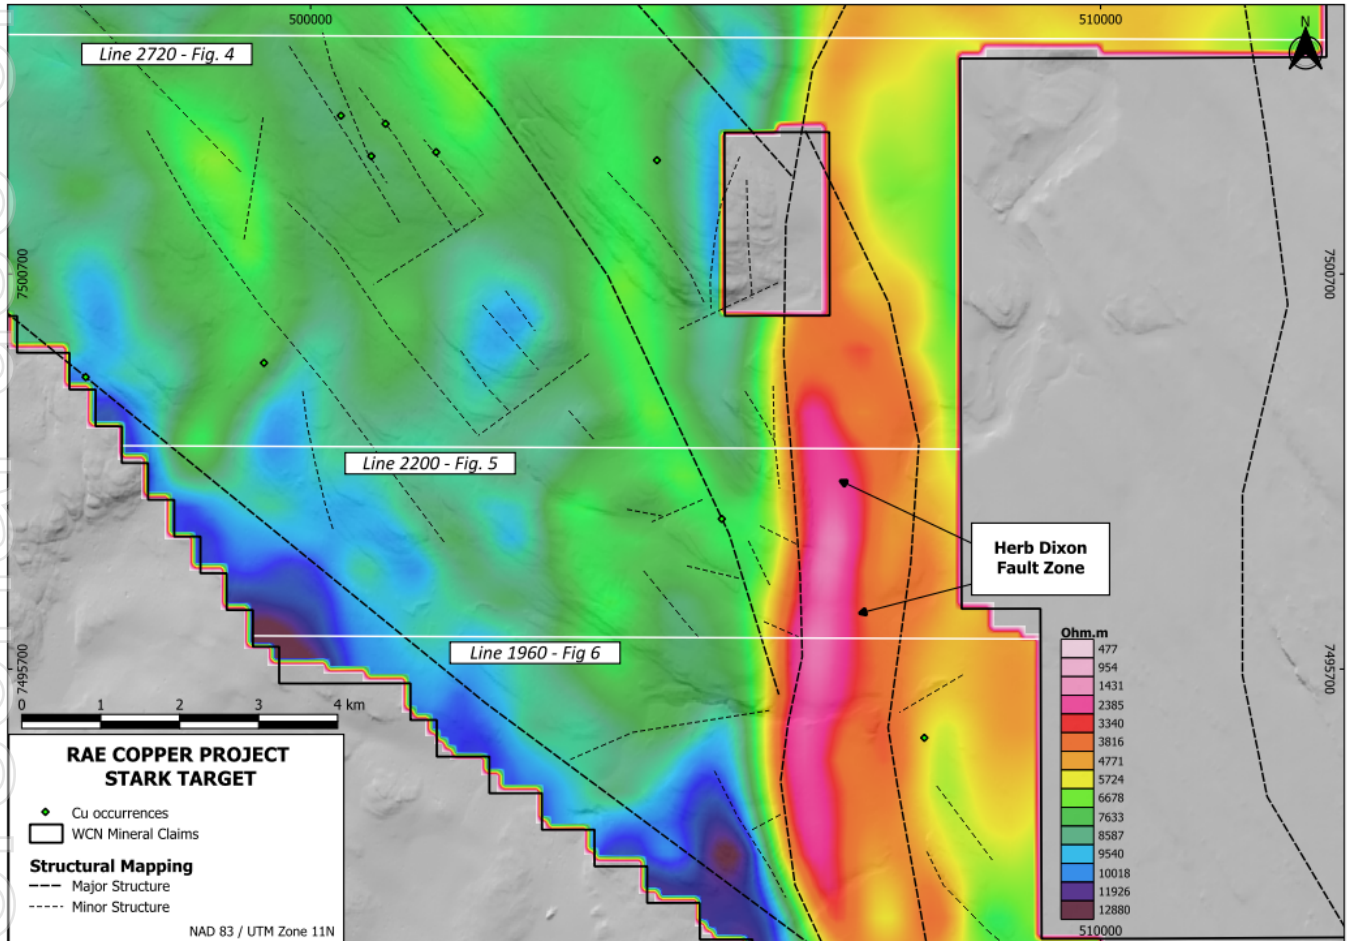 500000
510000
N
Line 2720 - Fig. 4
7500700
7500700
Line 2200 - Fig. 5
Herb Dixon
Fault Zone
Line 1960 - Fig 6
7495700
7495700
Ohm.m
477
954
1431
2385
3340
3816
4771
5724
6678
7633
8587
9540
10018
11926
12880
0 1 2 3 4 km
RAE COPPER PROJECT
STARK TARGET
Cu occurrences
WCN Mineral Claims
Structural Mapping
Major Structure
Minor Structure
NAD 83 / UTM Zone 11N
510000